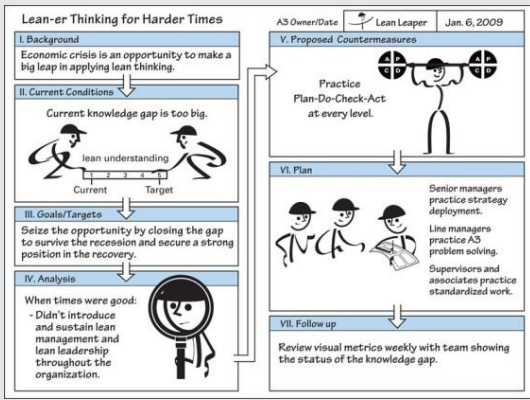 Lean-er Thinking for Harder Times
A3 Owner/Date
Lean Leaper
Jan. 6, 2009
I. Background
Economic crisis is an opportunity to make a
big leap in applying lean thinking.
II. Current Conditions
Current knowledge gap is too big.
lean understanding
1 2 3 4 5
Current Target
III. Goals/Targets
Seize the opportunity by closing the gap
to survive the recession and secure a strong
position in the recovery.
IV. Analysis
When times were good:
- Didn't introduce
and sustain lean
management and
lean leadership
throughout the
organization.
V. Proposed Countermeasures
A P
C D
A P
C D
Practice
Plan-Do-Check-Act
at every level.
VI. Plan
Senior managers
practice strategy
deployment.
Line managers
practice A3
problem solving.
Supervisors and
associates practice
standardized work.
VII. Follow up
Review visual metrics weekly with team showing
the status of the knowledge gap.